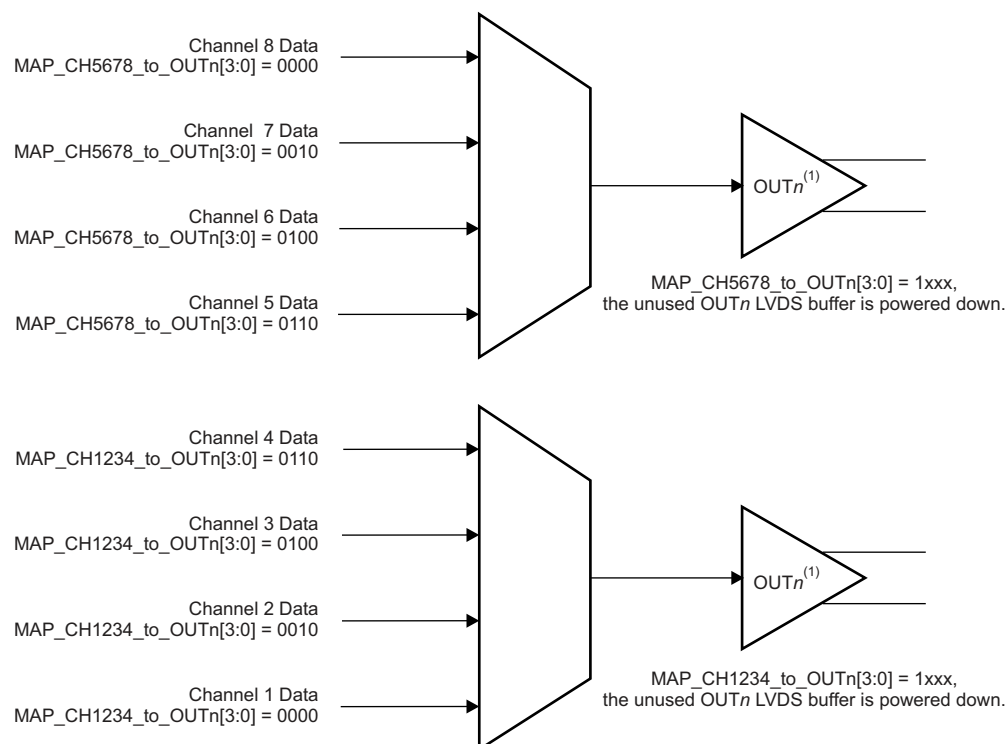 Channel 8 Data
MAP_CH5678_to_OUTn[3:0] = 0000
Channel 7 Data
MAP_CH5678_to_OUTn[3:0] = 0010
Channel 6 Data
MAP_CH5678_to_OUTn[3:0] = 0100
Channel 5 Data
MAP_CH5678_to_OUTn[3:0] = 0110
OUTn(1)
MAP_CH5678_to_OUTn[3:0] = 1xxx,
the unused OUTn LVDS buffer is powered down.
Channel 4 Data
MAP_CH1234_to_OUTn[3:0] = 0110
Channel 3 Data
MAP_CH1234_to_OUTn[3:0] = 0100
Channel 2 Data
MAP_CH1234_to_OUTn[3:0] = 0010
Channel 1 Data
MAP_CH1234_to_OUTn[3:0] = 0000
OUTn(1)
MAP_CH1234_to_OUTn[3:0] = 1xxx,
the unused OUTn LVDS buffer is powered down.